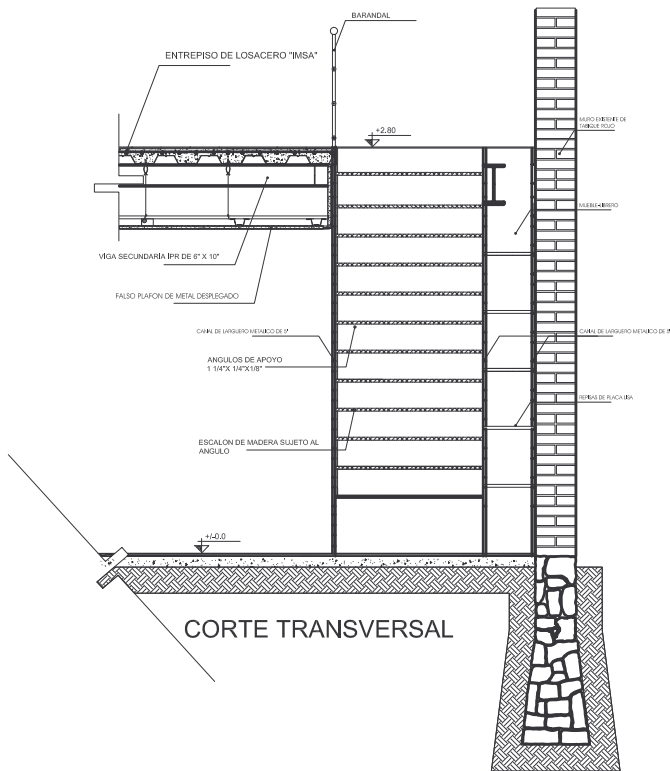 BARANDAL
ENTREPISO DE LOSACERO "IMSA"
+2.80
MURO EXISTENTE DE
TABIQUE ROJO
MUEBLE-LIBRERO
VIGA SECUNDARÍA IPR DE 6" X 10"
FALSO PLAFON DE METAL DESPLEGADO
CANAL DE LARGUERO METALICO DE 5"
CANAL DE LARGUERO METALICO DE 5"
ANGULOS DE APOYO
1 1/4"X 1/4"X1/8"
REPISAS DE PLACA LISA
ESCALON DE MADERA SUJETO AL
ANGULO
+/-0.0
CORTE TRANSVERSAL